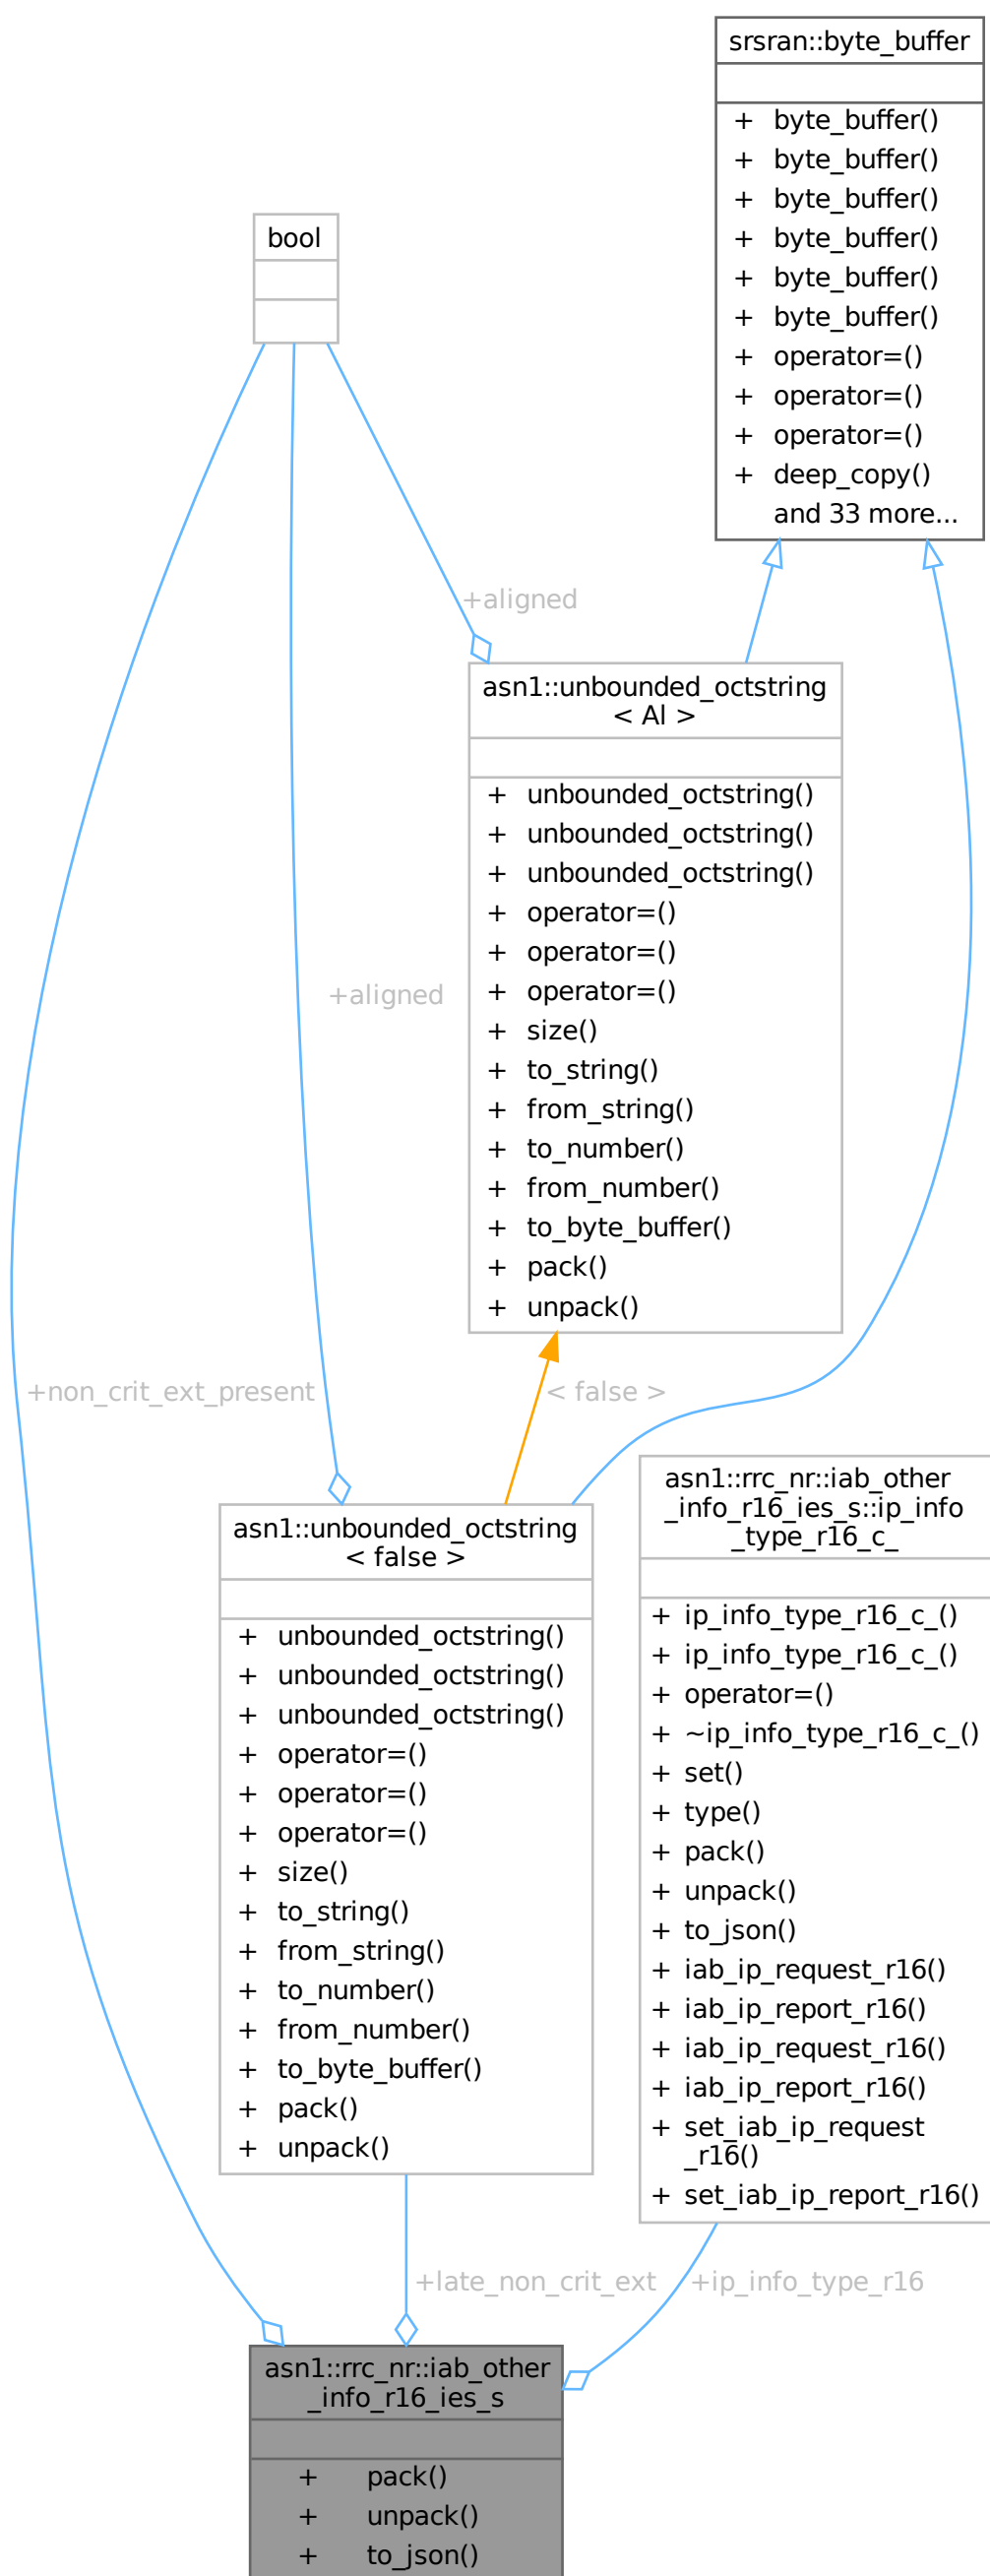 srsran::byte_buffer
+ byte_buffer()
+ byte_buffer()
+ byte_buffer()
+ byte_buffer()
+ byte_buffer()
+ byte_buffer()
+ operator=()
+ operator=()
+ operator=()
+ deep_copy()
and 33 more...
bool
+aligned
asn1::unbounded_octstring
< Al >
+ unbounded_octstring()
+ unbounded_octstring()
+ unbounded_octstring()
+ operator=()
+ operator=()
+ operator=()
+ size()
+ to_string()
+ from_string()
+ to_number()
+ from_number()
+ to_byte_buffer()
+ pack()
+ unpack()
+aligned
+non_crit_ext_present
< false >
asn1::unbounded_octstring
< false >
+ unbounded_octstring()
+ unbounded_octstring()
+ unbounded_octstring()
+ operator=()
+ operator=()
+ operator=()
+ size()
+ to_string()
+ from_string()
+ to_number()
+ from_number()
+ to_byte_buffer()
+ pack()
+ unpack()
asn1::rrc_nr::iab_other
_info_r16_ies_s::ip_info
_type_r16_c_
+ ip_info_type_r16_c_()
+ ip_info_type_r16_c_()
+ operator=()
+ ~ip_info_type_r16_c_()
+ set()
+ type()
+ pack()
+ unpack()
+ to_json()
+ iab_ip_request_r16()
+ iab_ip_report_r16()
+ iab_ip_request_r16()
+ iab_ip_report_r16()
+ set_iab_ip_request
_r16()
+ set_iab_ip_report_r16()
+late_non_crit_ext
+ip_info_type_r16
asn1::rrc_nr::iab_other
_info_r16_ies_s
+ pack()
+ unpack()
+ to_json()